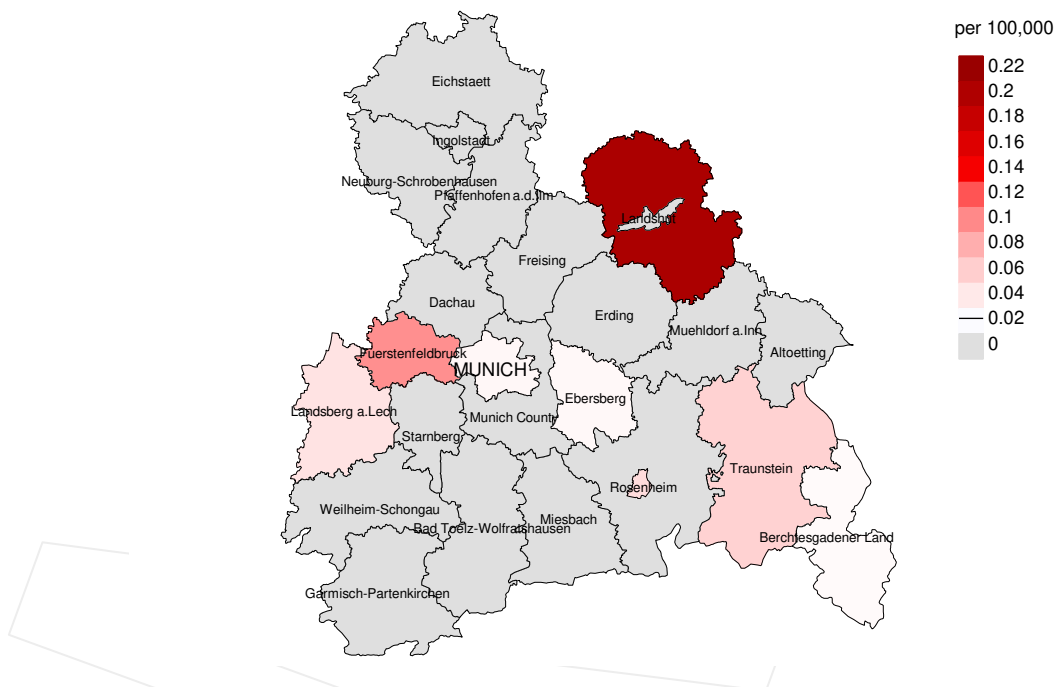 per 100,000
0.22
0.2
0.18
0.16
0.14
0.12
0.1
0.08
0.06
0.04
0.02
0
Eichstaett
Ingolstadt
Neuburg-Schrobenhausen
Pfaffenhofen a.d.Ilm
Landshut
Freising
Dachau
Erding
Muehldorf a.Inn
Altoetting
Fuerstenfeldbruck
MUNICH
Ebersberg
Landsberg a.Lech
Munich County
Starnberg
Traunstein
Rosenheim
Weilheim-Schongau
Miesbach
Bad Toelz-Wolfratshausen
Berchtesgadener Land
Garmisch-Partenkirchen